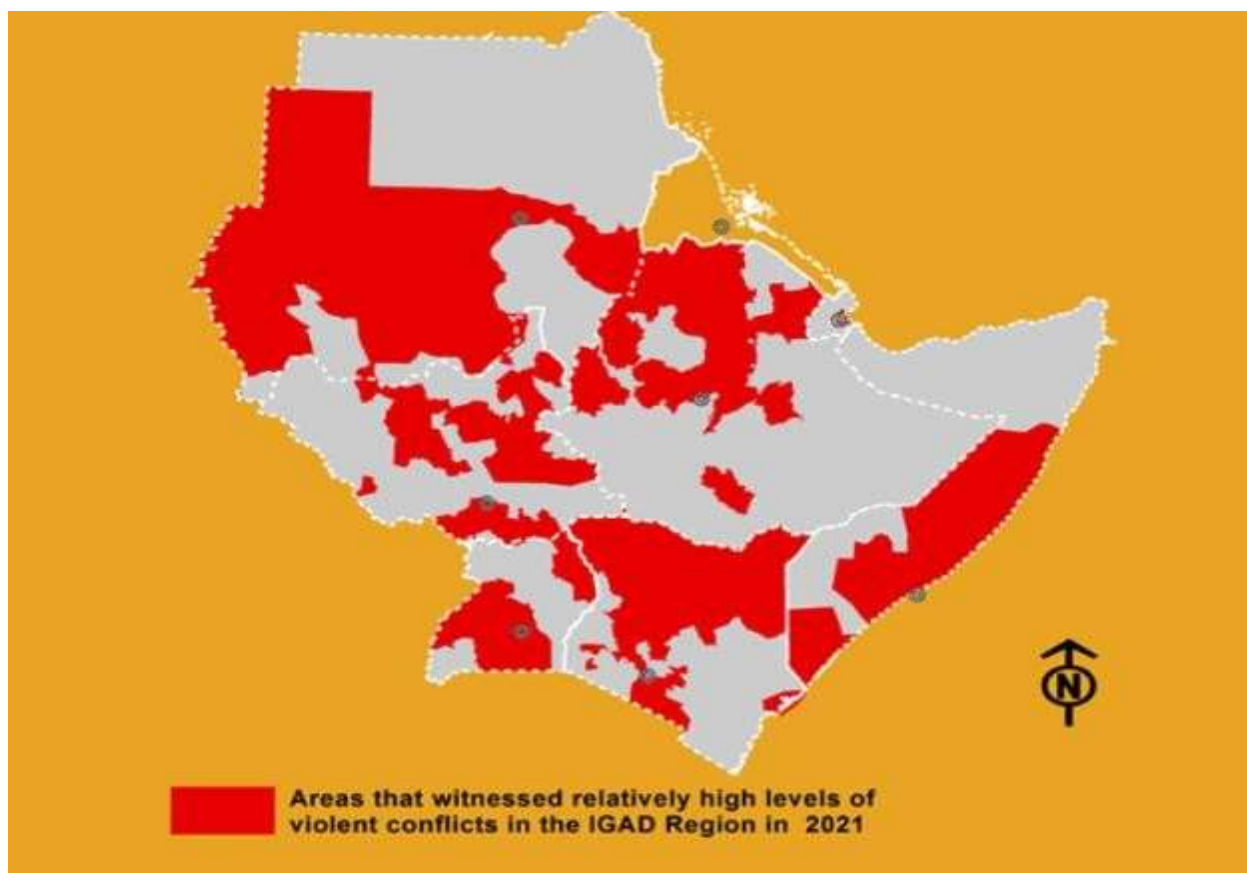 N
Areas that witnessed relatively high levels of
violent conflicts in the IGAD Region in 2021